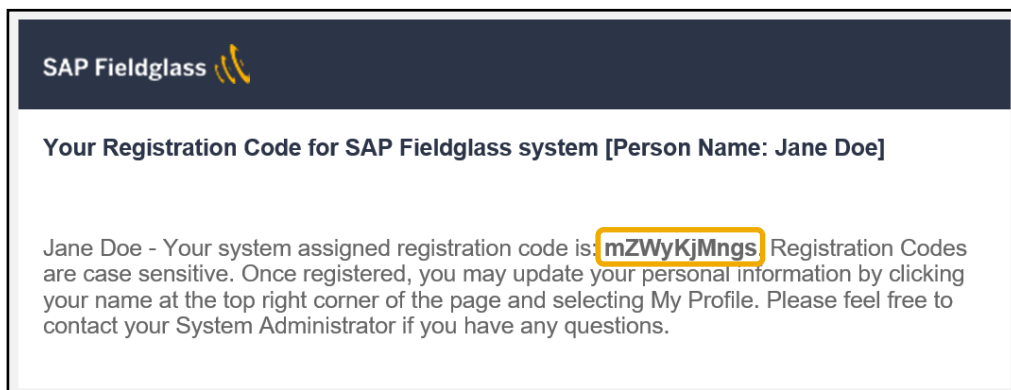 SAP Fieldglass
Your Registration Code for SAP Fieldglass system [Person Name: Jane Doe]
Jane Doe - Your system assigned registration code is: mZWyKjMngs. Registration Codes
are case sensitive. Once registered, you may update your personal information by clicking
your name at the top right corner of the page and selecting My Profile. Please feel free to
contact your System Administrator if you have any questions.